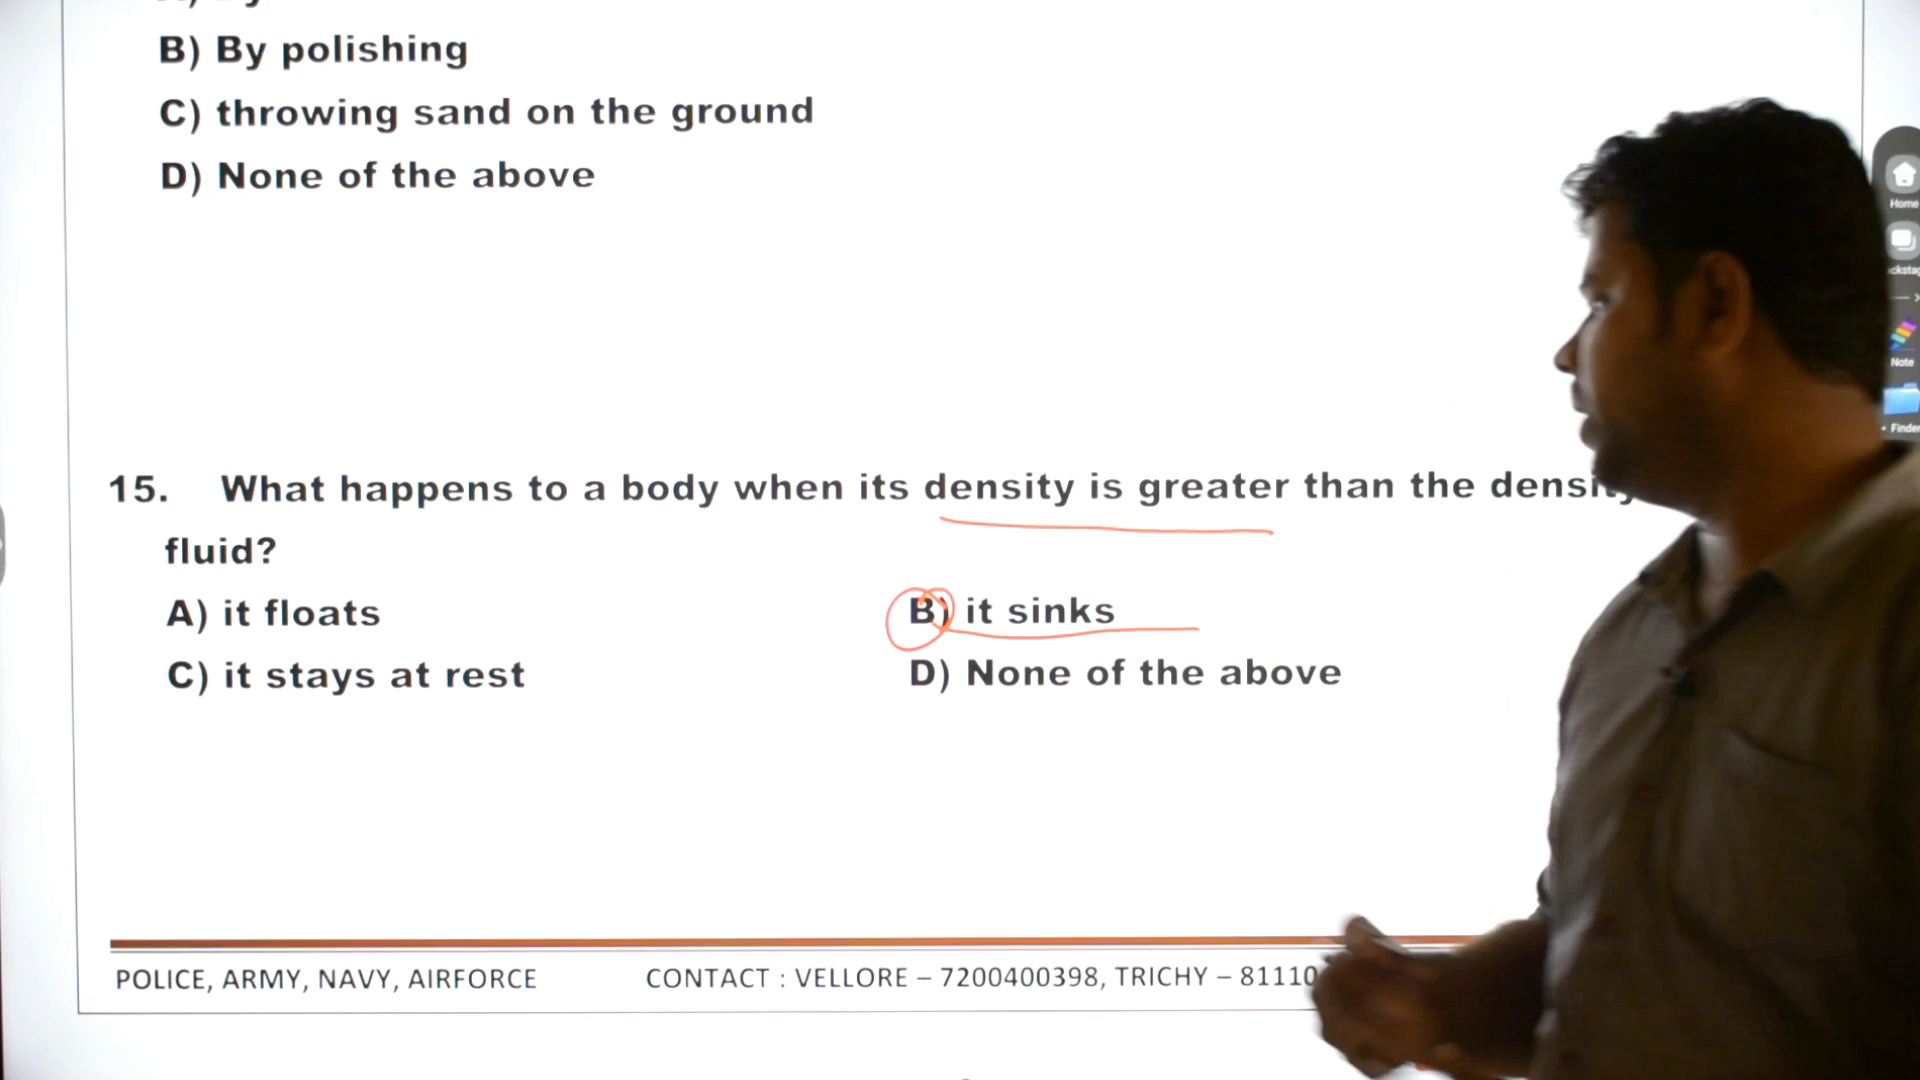 B) By polishing
C) throwing sand on the ground
D) None of the above
15. What happens to a body when its density is greater than the density
fluid?
A) it floats
B) it sinks
C) it stays at rest
D) None of the above
POLICE, ARMY, NAVY, AIRFORCE CONTACT : VELLORE – 7200400398, TRICHY – 81110
Home
Note
Finder